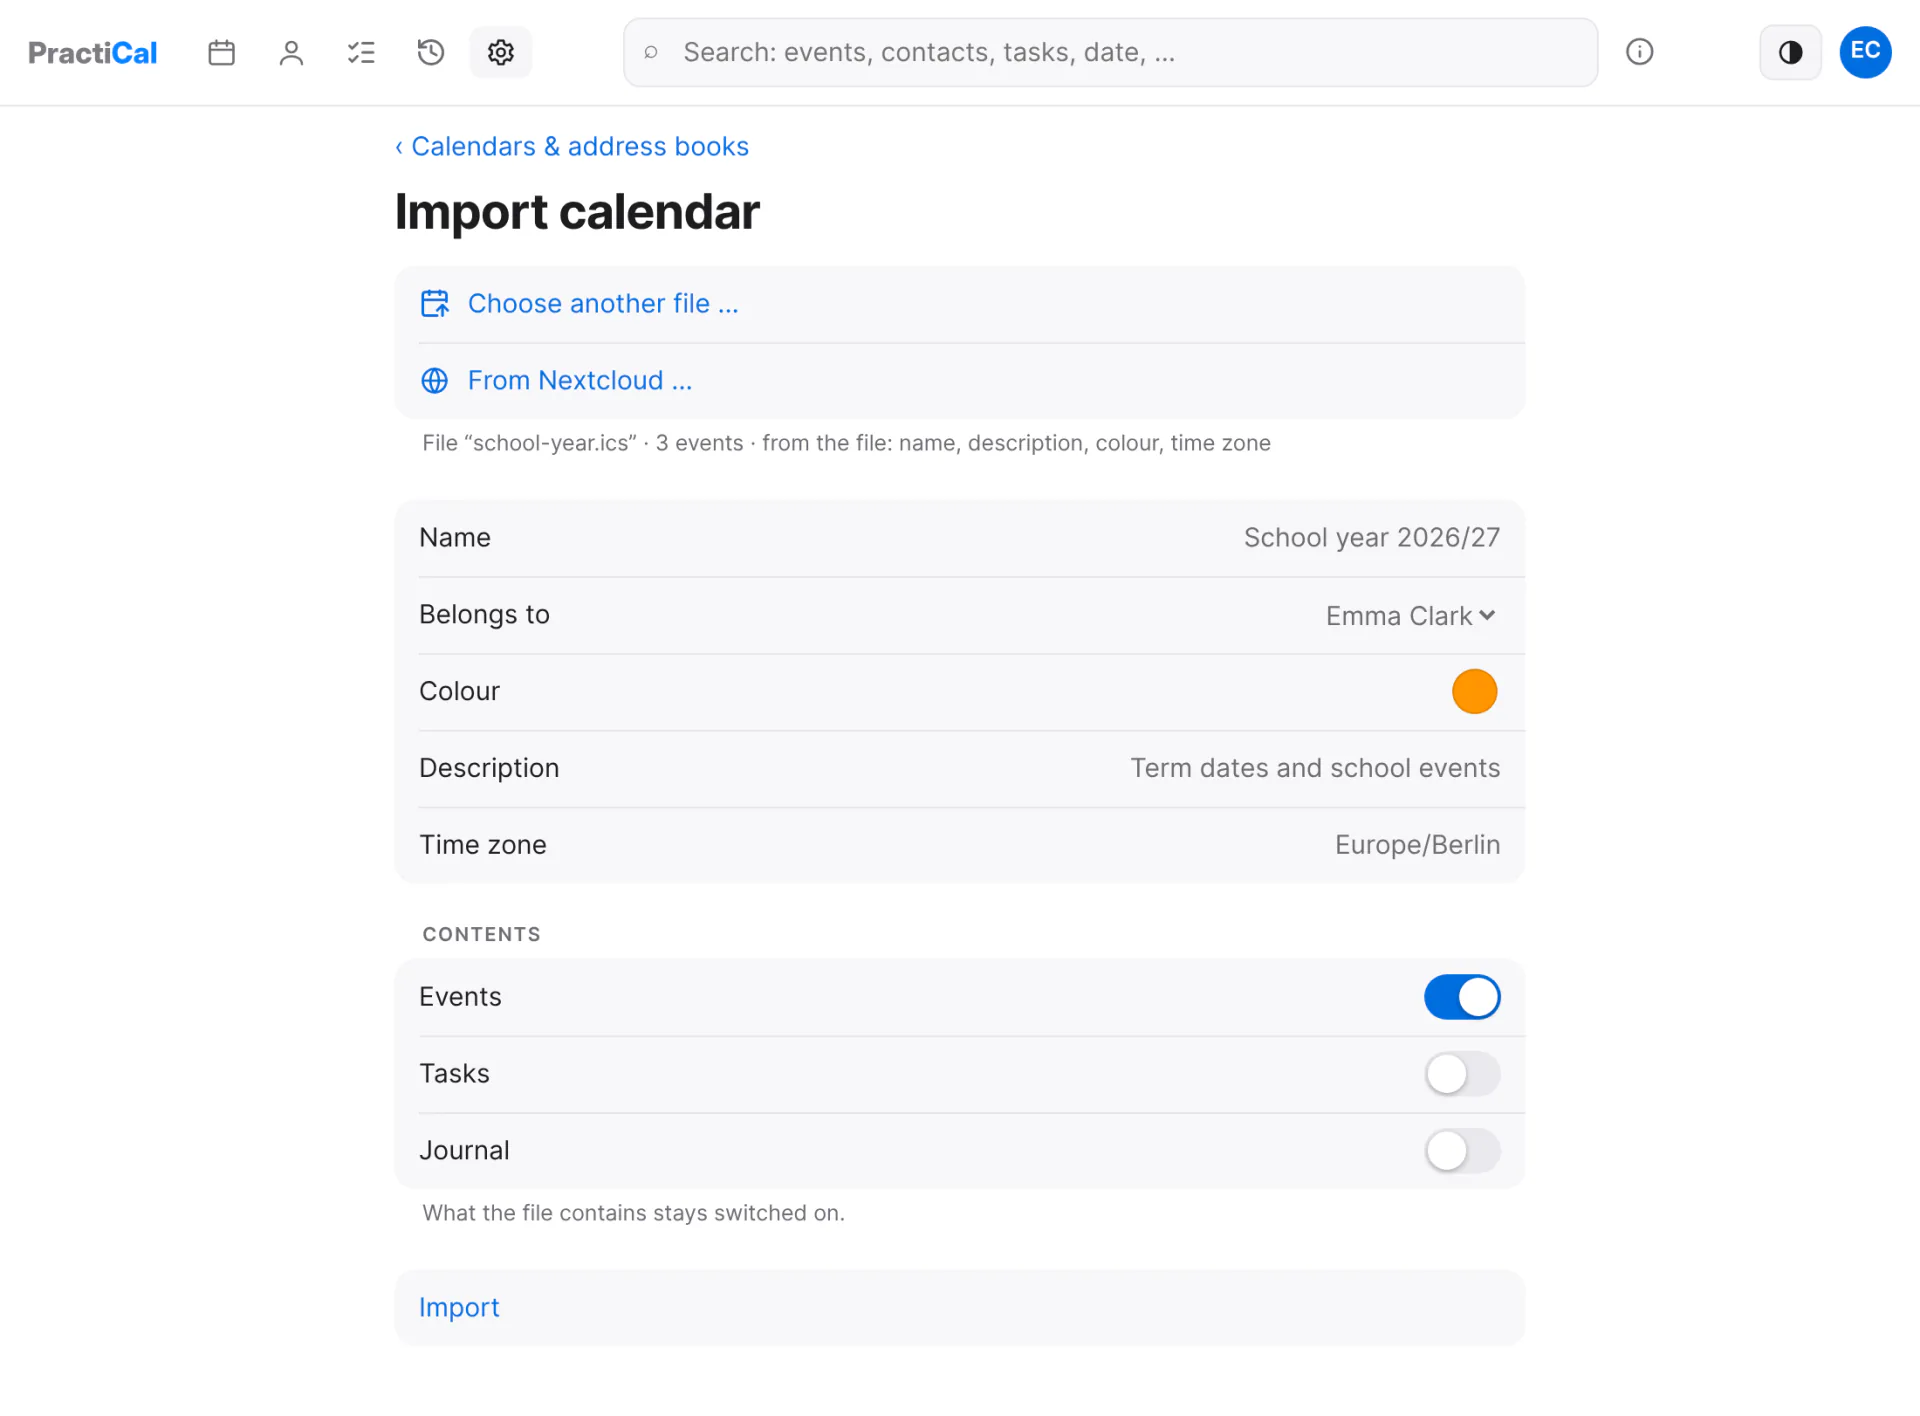 PractiCal
Search: events, contacts, tasks, date, ...
EC
‹ Calendars & address books
Import calendar
Choose another file ...
From Nextcloud ...
File “school-year.ics” · 3 events · from the file: name, description, colour, time zone
Name School year 2026/27
Belongs to Emma Clark
Colour
Description Term dates and school events
Time zone Europe/Berlin
CONTENTS
Events
Tasks
Journal
What the file contains stays switched on.
Import